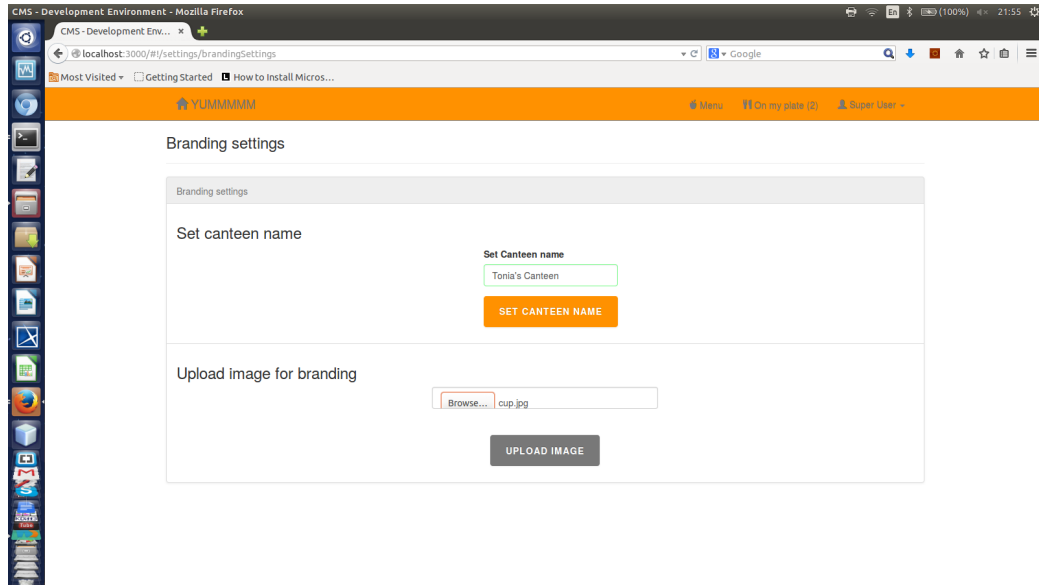 CMS - Development Environment - Mozilla Firefox
En (100%) 21:55
CMS - Development Env... ×
localhost:3000/#!/settings/brandingSettings
Google
Most Visited Getting Started How to Install Micros...
YUMMMMM Menu On my plate (2) Super User
Branding settings
Branding settings
Set canteen name
Set Canteen name
Tonia's Canteen
SET CANTEEN NAME
Upload image for branding
Browse... cup.jpg
UPLOAD IMAGE